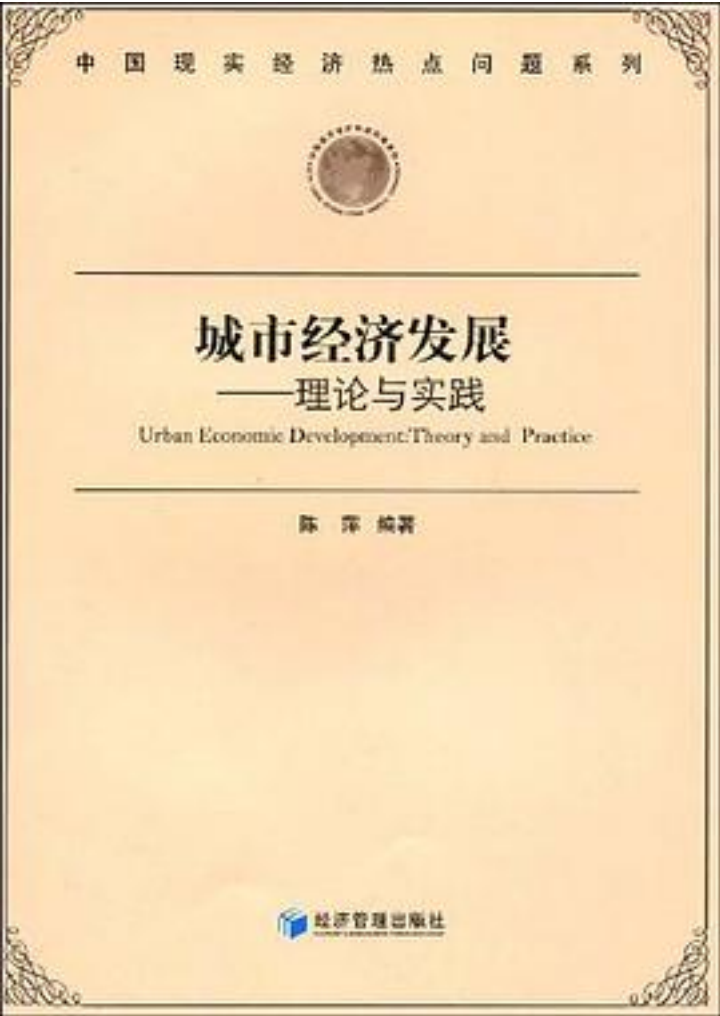 中国现实经济热点问题系列
城市经济发展
——理论与实践
Urban Economic Development:Theory and Practice
陈 萍 编著
经济管理出版社